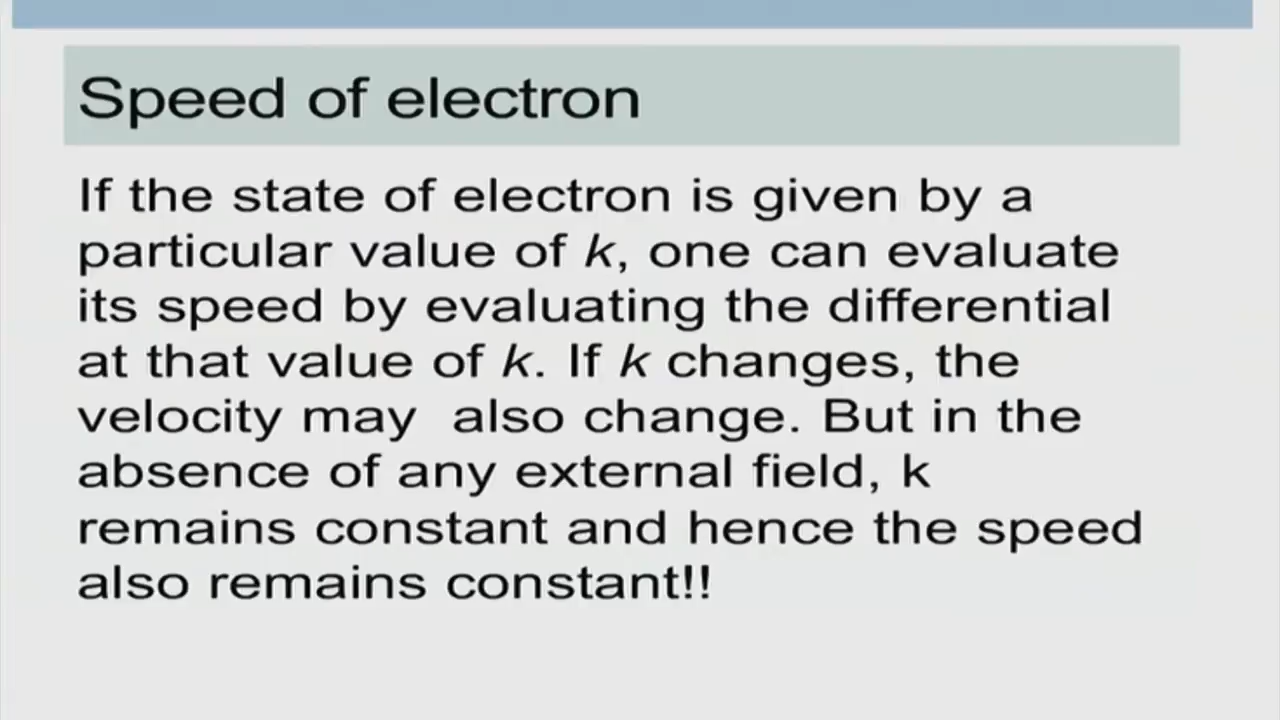 Speed of electron
If the state of electron is given by a
particular value of k, one can evaluate
its speed by evaluating the differential
at that value of k. If k changes, the
velocity may  also change. But in the
absence of any external field, k
remains constant and hence the speed
also remains constant!!